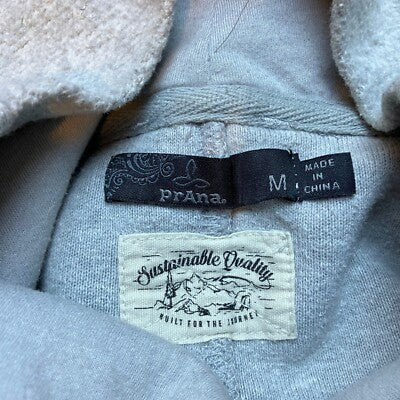 prAna
M
MADE
IN
CHINA
Sustainable Quality
BUILT FOR THE JOURNEY